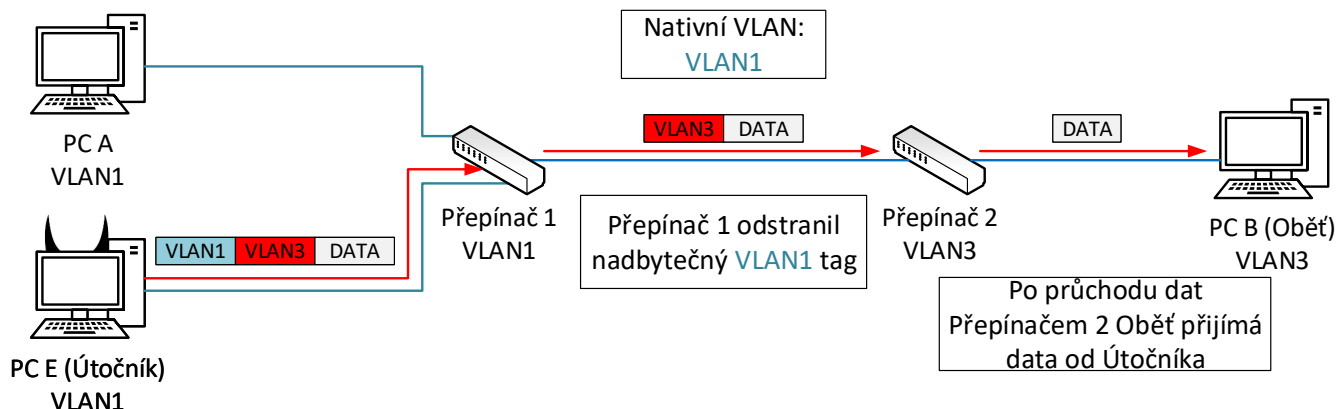 Nativní VLAN:
VLAN1
PC A
VLAN1
VLAN3 DATA
DATA
Přepínač 1
VLAN1
Přepínač 2
VLAN3
PC B (Oběť)
VLAN3
VLAN1 VLAN3 DATA
Přepínač 1 odstranil
nadbytečný VLAN1 tag
PC E (Útočník)
VLAN1
Po průchodu dat
Přepínačem 2 Oběť přijímá
data od Útočníka